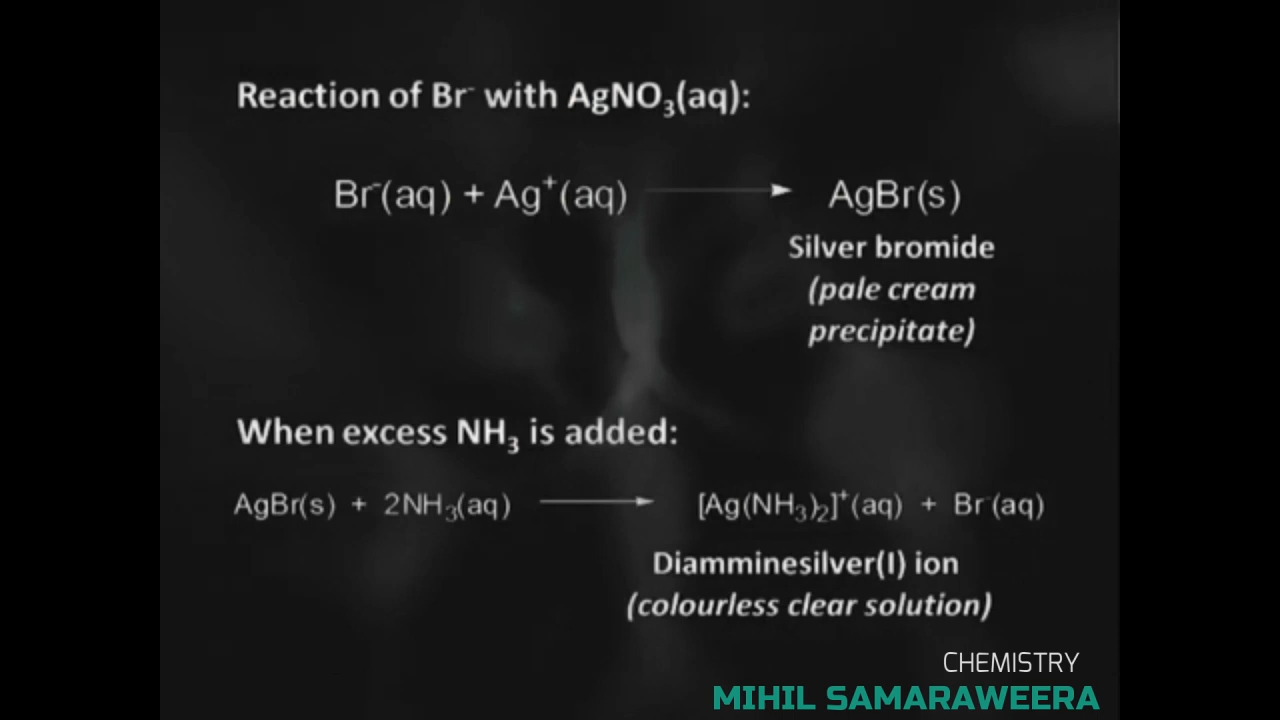 Reaction of Br⁻ with AgNO₃(aq):
Br⁻(aq) + Ag⁺(aq) → AgBr(s)
Silver bromide
(pale cream
precipitate)
When excess NH₃ is added:
AgBr(s) + 2NH₃(aq) → [Ag(NH₃)₂]⁺(aq) + Br⁻(aq)
Diamminesilver(I) ion
(colourless clear solution)
CHEMISTRY
MIHIL SAMARAWEERA